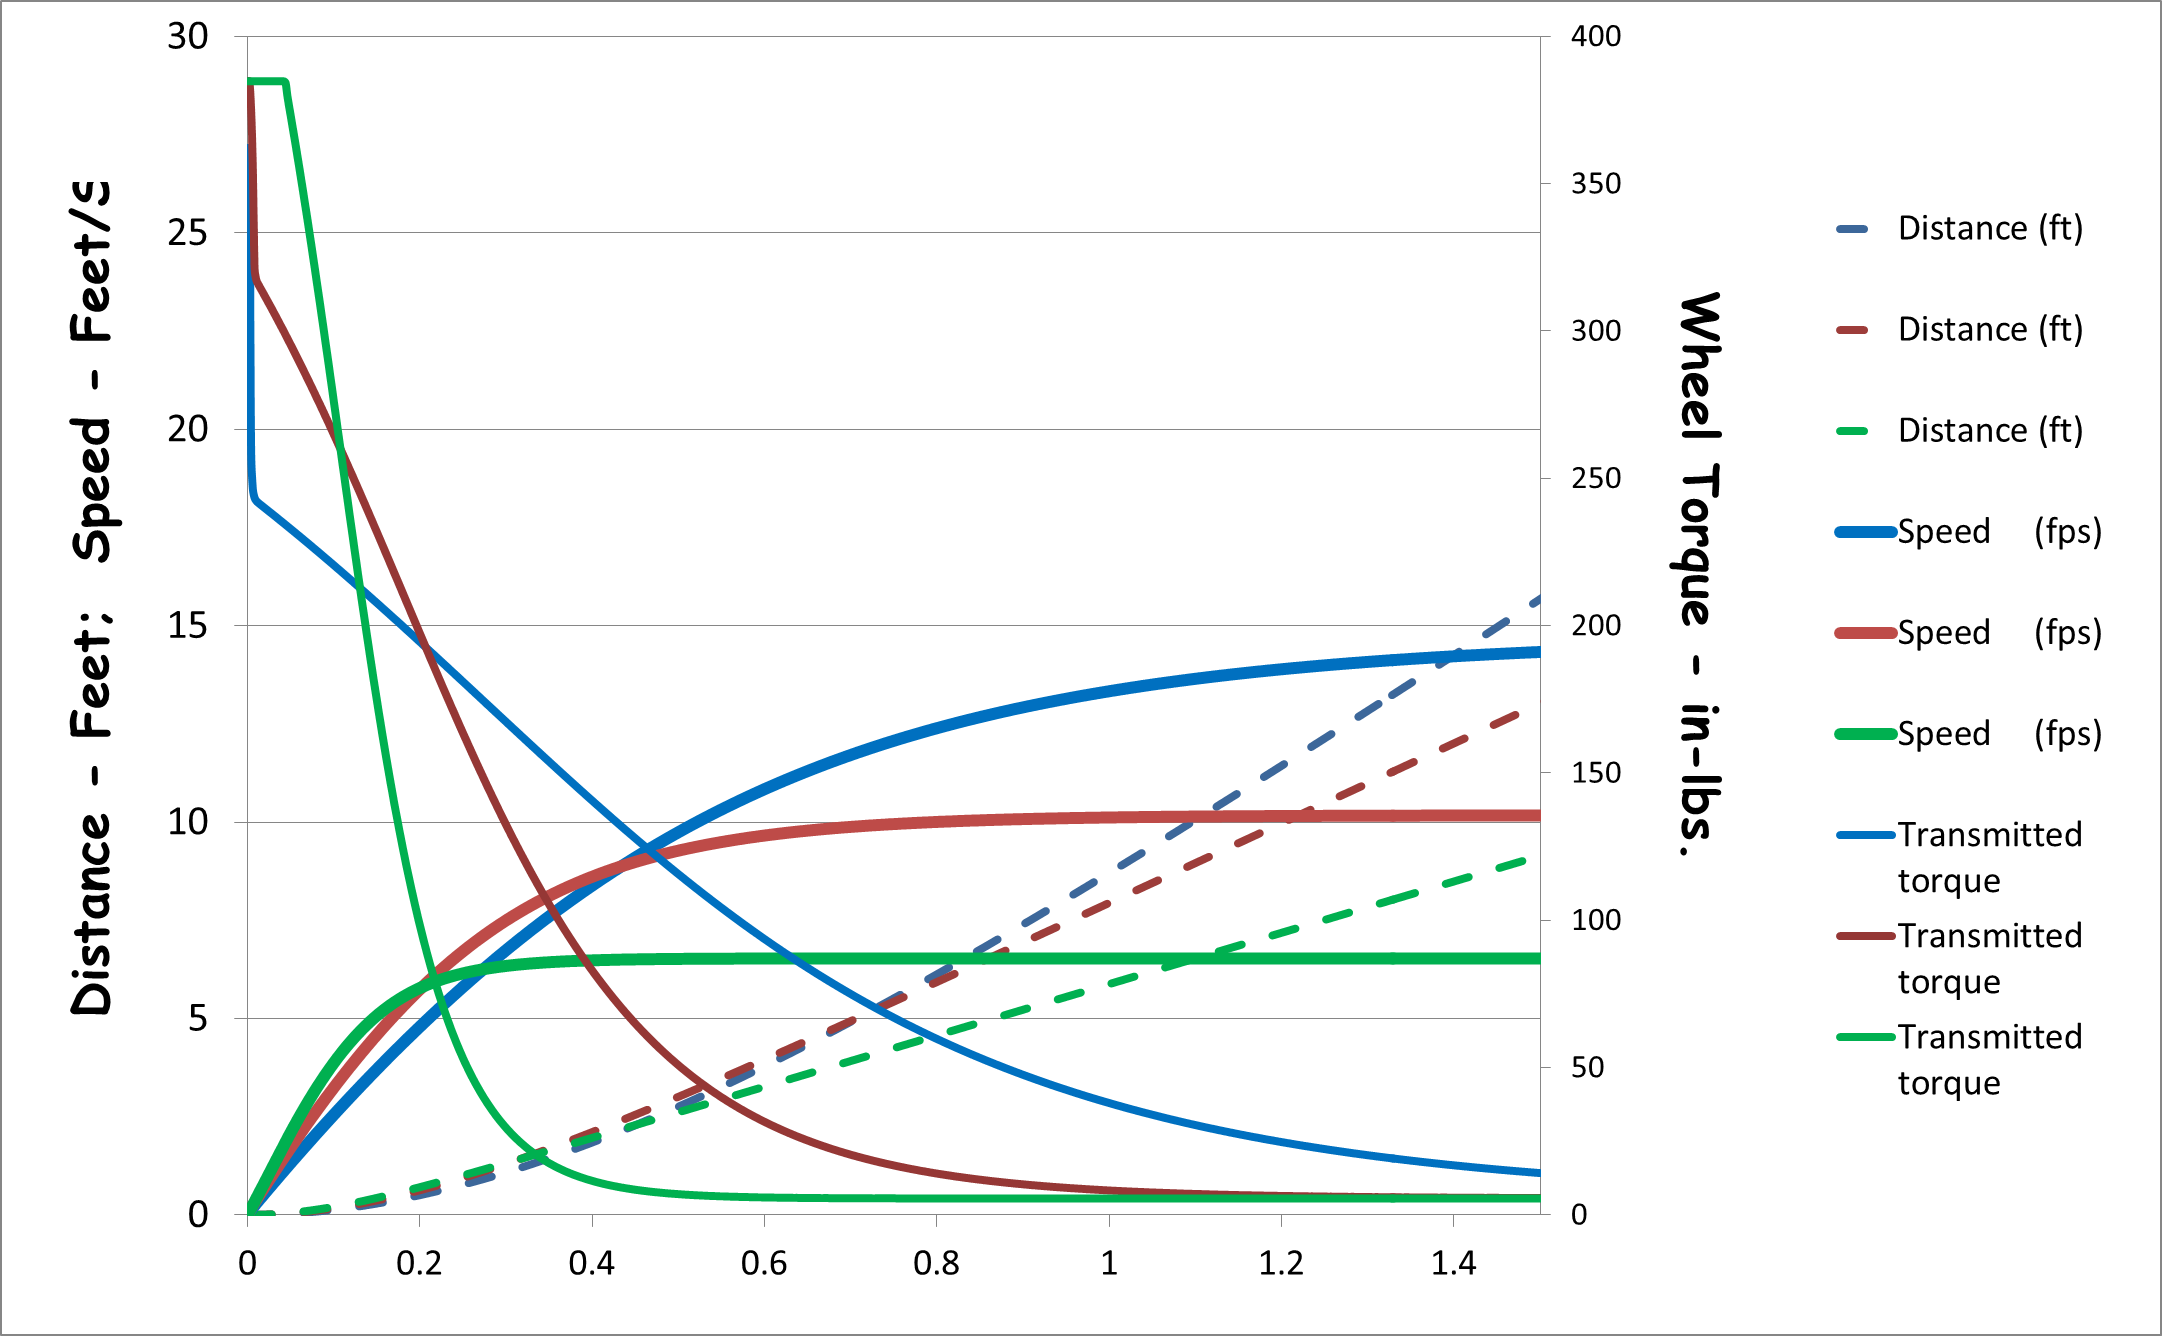 30
25
20
15
10
5
0
Distance - Feet; Speed - Feet/s
0
0.2
0.4
0.6
0.8
1
1.2
1.4
400
350
300
250
200
150
100
50
0
Wheel Torque - in-lbs.
Distance (ft)
Distance (ft)
Distance (ft)
Speed (fps)
Speed (fps)
Speed (fps)
Transmitted
torque
Transmitted
torque
Transmitted
torque